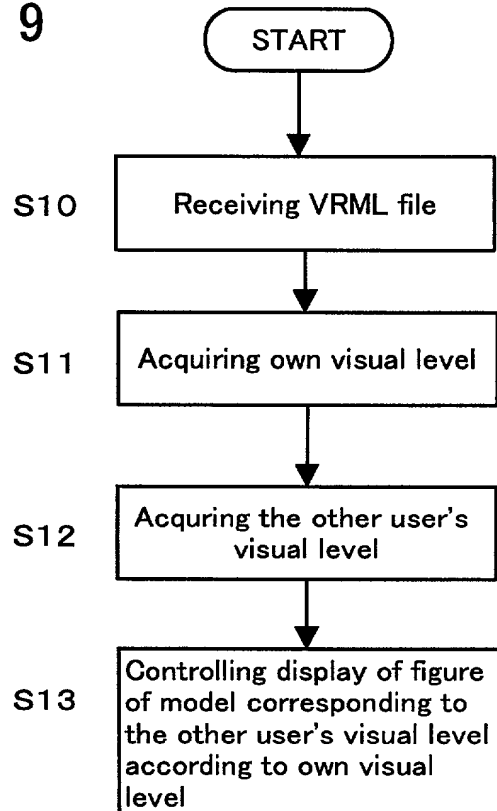 9
START
S10 Receiving VRML file
S11 Acquiring own visual level
S12 Acquring the other user's
visual level
S13 Controlling display of figure
of model corresponding to
the other user's visual level
according to own visual
level